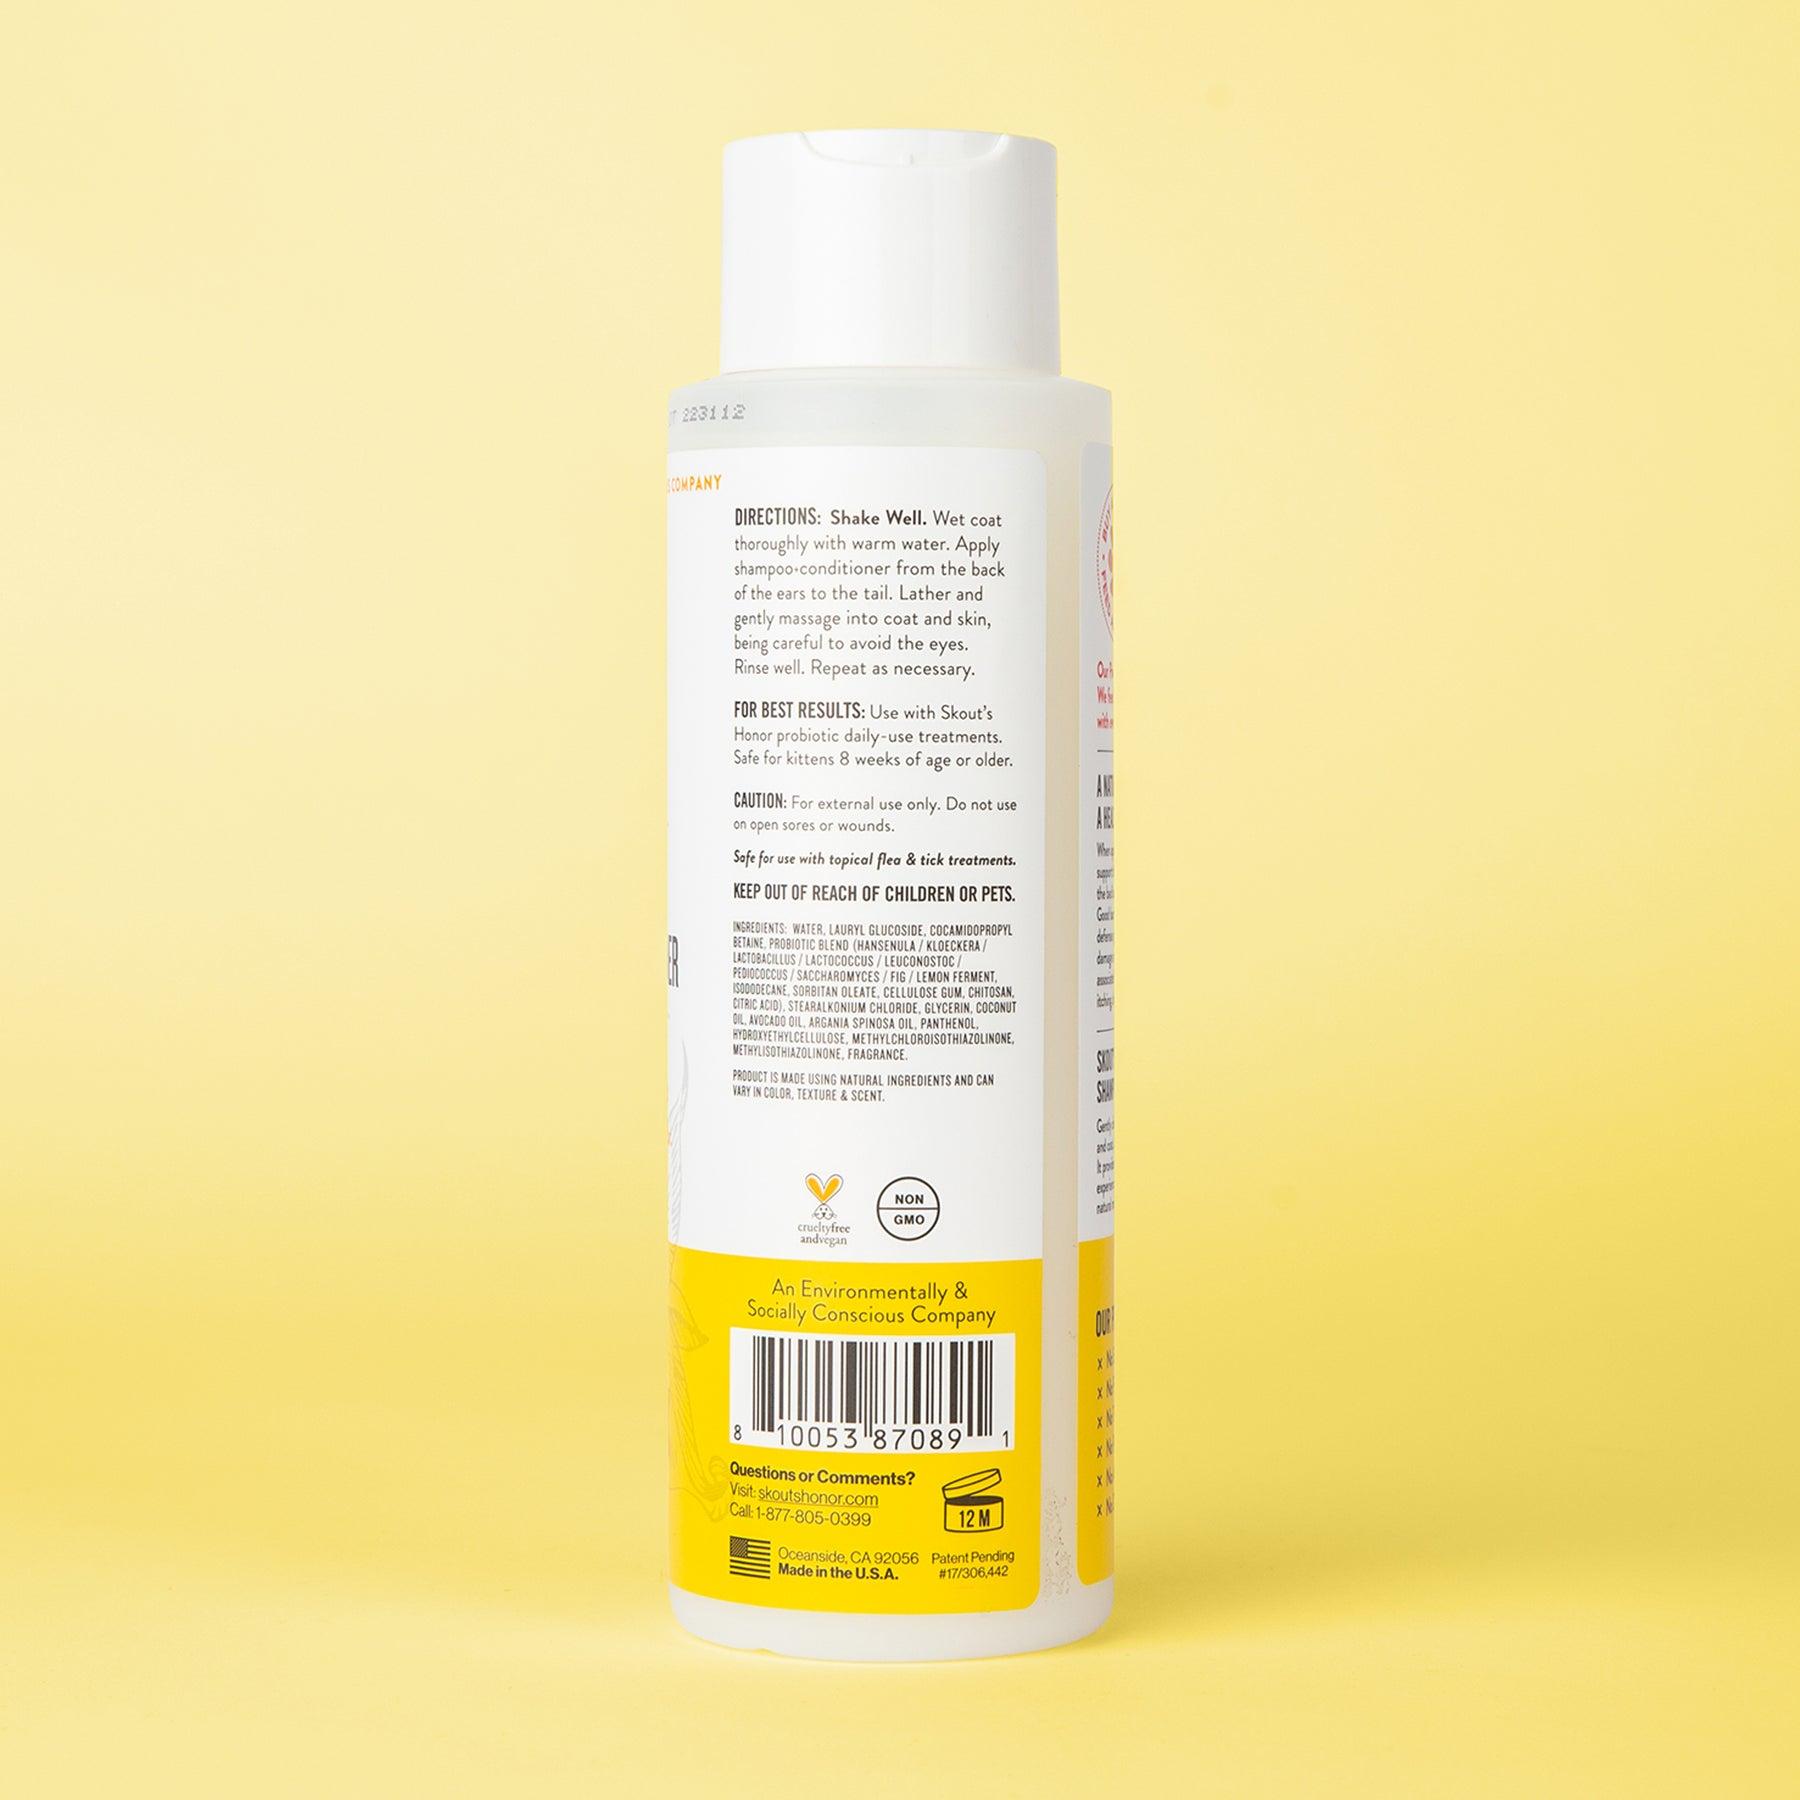 223112
COMPANY
DIRECTIONS: Shake Well. Wet coat
thoroughly with warm water. Apply
shampoo+conditioner from the back
of the ears to the tail. Lather and
gently massage into coat and skin,
being careful to avoid the eyes.
Rinse well. Repeat as necessary.
FOR BEST RESULTS: Use with Skout's
Honor probiotic daily-use treatments.
Safe for kittens 8 weeks of age or older.
CAUTION: For external use only. Do not use
on open sores or wounds.
Safe for use with topical flea & tick treatments.
KEEP OUT OF REACH OF CHILDREN OR PETS.
INGREDIENTS: WATER, LAURYL GLUCOSIDE, COCAMIDOPROPYL
BETAINE, PROBIOTIC BLEND (HANSENULA / KLOECKERA /
LACTOBACILLUS / LACTOCOCCUS / LEUCONOSTOC /
PEDIOCOCCUS / SACCHAROMYCES / FIG / LEMON FERMENT,
ISODODECANE, SORBITAN OLEATE, CELLULOSE GUM, CHITOSAN,
CITRIC ACID), STEARALKONIUM CHLORIDE, GLYCERIN, COCONUT
OIL, AVOCADO OIL, ARGANIA SPINOSA OIL, PANTHENOL,
HYDROXYETHYLCELLULOSE, METHYLCHLOROISOTHIAZOLINONE,
METHYLISOTHIAZOLINONE, FRAGRANCE.
PRODUCT IS MADE USING NATURAL INGREDIENTS AND CAN
VARY IN COLOR, TEXTURE & SCENT.
crueltyfree
andvegan
NON
GMO
An Environmentally &
Socially Conscious Company
8 10053 87089 1
Questions or Comments?
Visit: skoutshonor.com
Call: 1-877-805-0399
12 M
Oceanside, CA 92056
Made in the U.S.A.
Patent Pending
#17/306,442
Our
We
with
A
A
When
the
Good
OUR